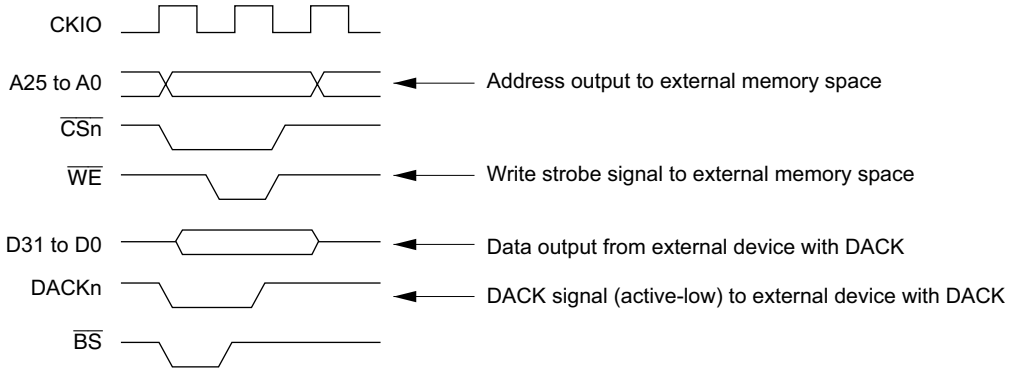 CKIO
A25 to A0 Address output to external memory space
CSn
WE Write strobe signal to external memory space
D31 to D0 Data output from external device with DACK
DACKn DACK signal (active-low) to external device with DACK
BS